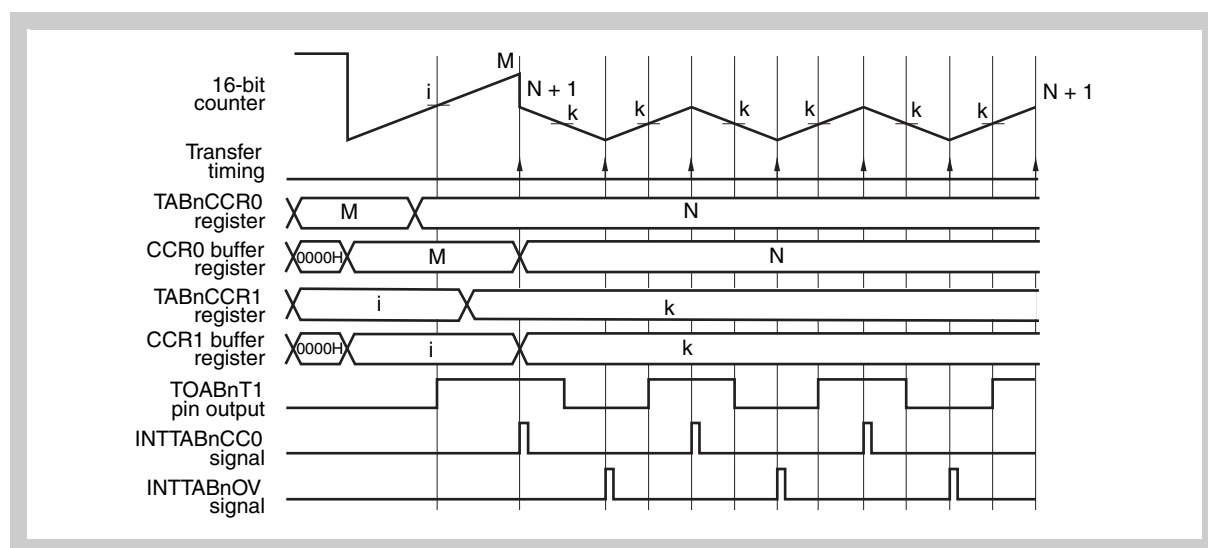 16-bit
counter
i
M
N + 1
k
k
k
k
k
k
N + 1
Transfer
timing
TABnCCR0
register
M
N
CCR0 buffer
register
0000H
M
N
TABnCCR1
register
i
k
CCR1 buffer
register
0000H
i
k
TOABnT1
pin output
INTTABnCC0
signal
INTTABnOV
signal